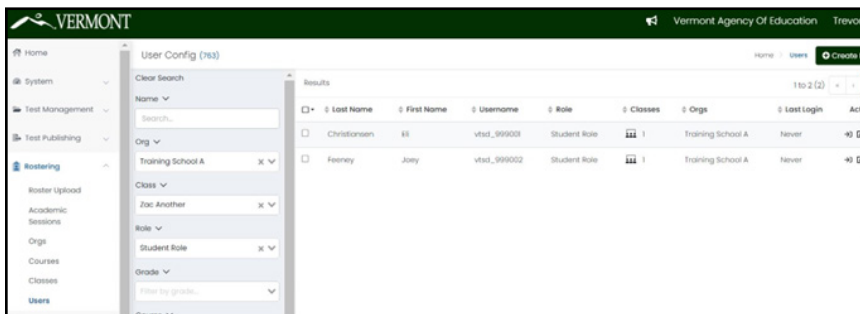 VERMONT
Vermont Agency Of Education Trevo
Home
System
Test Management
Test Publishing
Rostering
Roster Upload
Academic
Sessions
Orgs
Courses
Classes
Users
User Config (763)
Home / Users
Create
Clear Search
Name
Search...
Org
Training School A
Class
Zac Another
Role
Student Role
Grade
Filter by grade...
Results
1 to 2 (2)
Last Name First Name Username Role Classes Orgs Last Login Act
Christiansen Eli vtsd_999001 Student Role 1 Training School A Never
Feeney Joey vtsd_999002 Student Role 1 Training School A Never